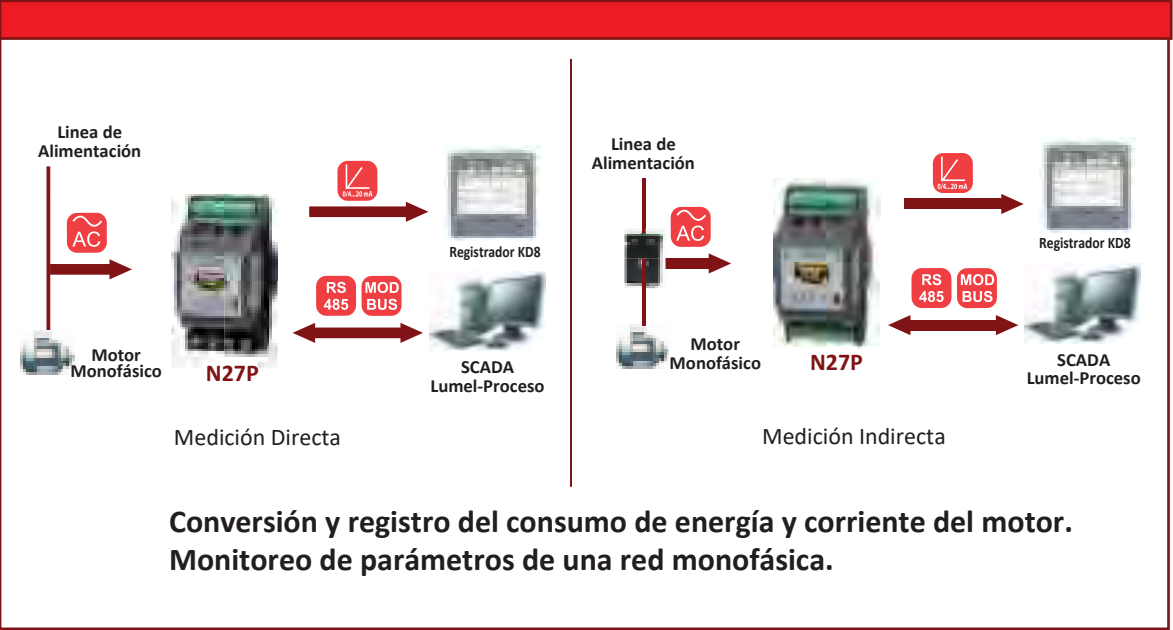 Linea de
Alimentación
AC
Motor
Monofásico
N27P
0/4...20 mA
Registrador KD8
RS
485
MOD
BUS
SCADA
Lumel-Proceso
Medición Directa
Linea de
Alimentación
AC
Motor
Monofásico
N27P
0/4...20 mA
Registrador KD8
RS
485
MOD
BUS
SCADA
Lumel-Proceso
Medición Indirecta
Conversión y registro del consumo de energía y corriente del motor.
Monitoreo de parámetros de una red monofásica.